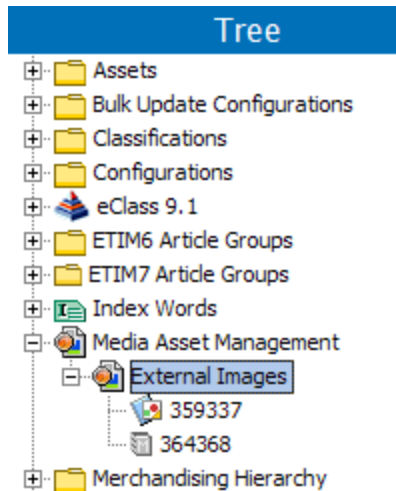 Tree
Assets
Bulk Update Configurations
Classifications
Configurations
eClass 9.1
ETIM6 Article Groups
ETIM7 Article Groups
Index Words
Media Asset Management
External Images
359337
364368
Merchandising Hierarchy